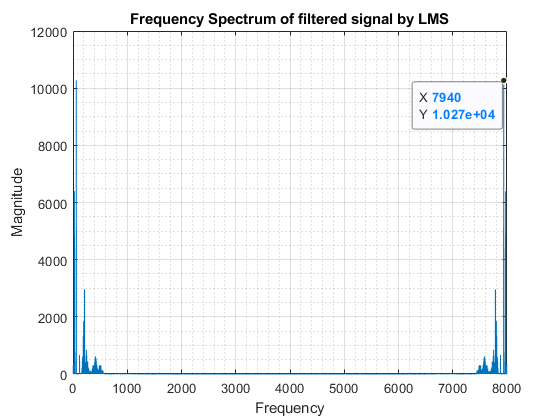 Frequency Spectrum of filtered signal by LMS
12000
10000
8000
6000
4000
2000
0
Magnitude
X 7940
Y 1.027e+04
0 1000 2000 3000 4000 5000 6000 7000 8000
Frequency